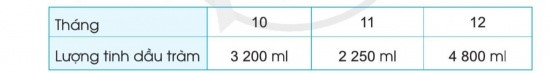 Tháng 10 11 12
Lượng tinh dầu tràm 3 200 ml 2 250 ml 4 800 ml